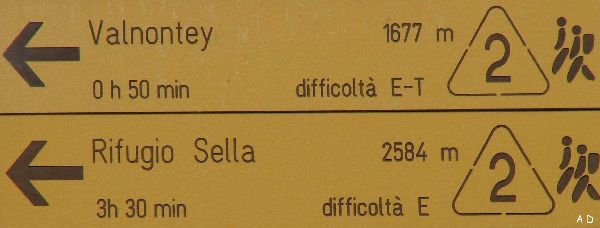 Valnontey 1677 m 2
0 h 50 min difficoltà E-T
Rifugio Sella 2584 m 2
3h 30 min difficoltà E
A D